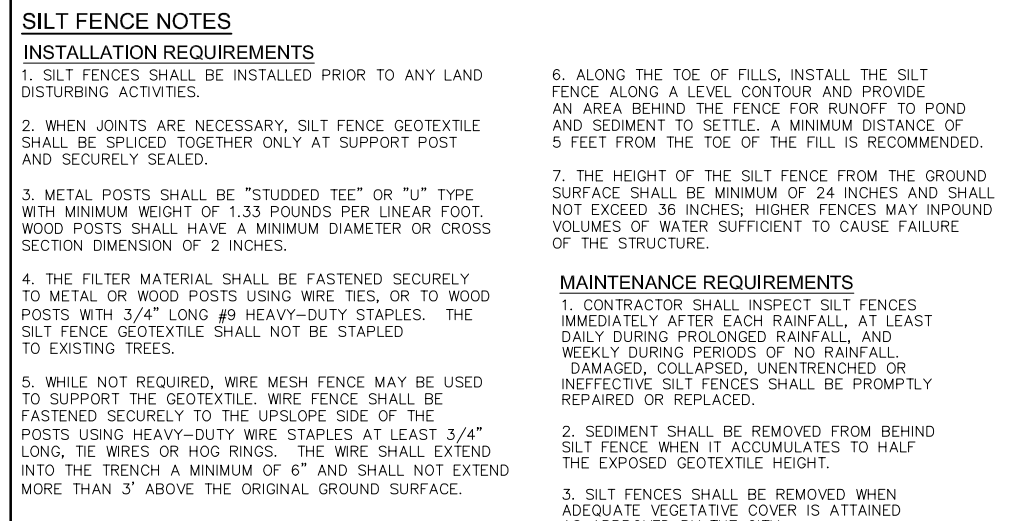 SILT FENCE NOTES
INSTALLATION REQUIREMENTS
1. SILT FENCES SHALL BE INSTALLED PRIOR TO ANY LAND
DISTURBING ACTIVITIES.
2. WHEN JOINTS ARE NECESSARY, SILT FENCE GEOTEXTILE
SHALL BE SPLICED TOGETHER ONLY AT SUPPORT POST
AND SECURELY SEALED.
3. METAL POSTS SHALL BE "STUDDED TEE" OR "U" TYPE
WITH MINIMUM WEIGHT OF 1.33 POUNDS PER LINEAR FOOT.
WOOD POSTS SHALL HAVE A MINIMUM DIAMETER OR CROSS
SECTION DIMENSION OF 2 INCHES.
4. THE FILTER MATERIAL SHALL BE FASTENED SECURELY
TO METAL OR WOOD POSTS USING WIRE TIES, OR TO WOOD
POSTS WITH 3/4" LONG #9 HEAVY-DUTY STAPLES. THE
SILT FENCE GEOTEXTILE SHALL NOT BE STAPLED
TO EXISTING TREES.
5. WHILE NOT REQUIRED, WIRE MESH FENCE MAY BE USED
TO SUPPORT THE GEOTEXTILE. WIRE FENCE SHALL BE
FASTENED SECURELY TO THE UPSLOPE SIDE OF THE
POSTS USING HEAVY-DUTY WIRE STAPLES AT LEAST 3/4"
LONG, TIE WIRES OR HOG RINGS. THE WIRE SHALL EXTEND
INTO THE TRENCH A MINIMUM OF 6" AND SHALL NOT EXTEND
MORE THAN 3' ABOVE THE ORIGINAL GROUND SURFACE.
6. ALONG THE TOE OF FILLS, INSTALL THE SILT
FENCE ALONG A LEVEL CONTOUR AND PROVIDE
AN AREA BEHIND THE FENCE FOR RUNOFF TO POND
AND SEDIMENT TO SETTLE. A MINIMUM DISTANCE OF
5 FEET FROM THE TOE OF THE FILL IS RECOMMENDED.
7. THE HEIGHT OF THE SILT FENCE FROM THE GROUND
SURFACE SHALL BE MINIMUM OF 24 INCHES AND SHALL
NOT EXCEED 36 INCHES; HIGHER FENCES MAY INPOUND
VOLUMES OF WATER SUFFICIENT TO CAUSE FAILURE
OF THE STRUCTURE.
MAINTENANCE REQUIREMENTS
1. CONTRACTOR SHALL INSPECT SILT FENCES
IMMEDIATELY AFTER EACH RAINFALL, AT LEAST
DAILY DURING PROLONGED RAINFALL, AND
WEEKLY DURING PERIODS OF NO RAINFALL.
DAMAGED, COLLAPSED, UNENTRENCHED OR
INEFFECTIVE SILT FENCES SHALL BE PROMPTLY
REPAIRED OR REPLACED.
2. SEDIMENT SHALL BE REMOVED FROM BEHIND
SILT FENCE WHEN IT ACCUMULATES TO HALF
THE EXPOSED GEOTEXTILE HEIGHT.
3. SILT FENCES SHALL BE REMOVED WHEN
ADEQUATE VEGETATIVE COVER IS ATTAINED